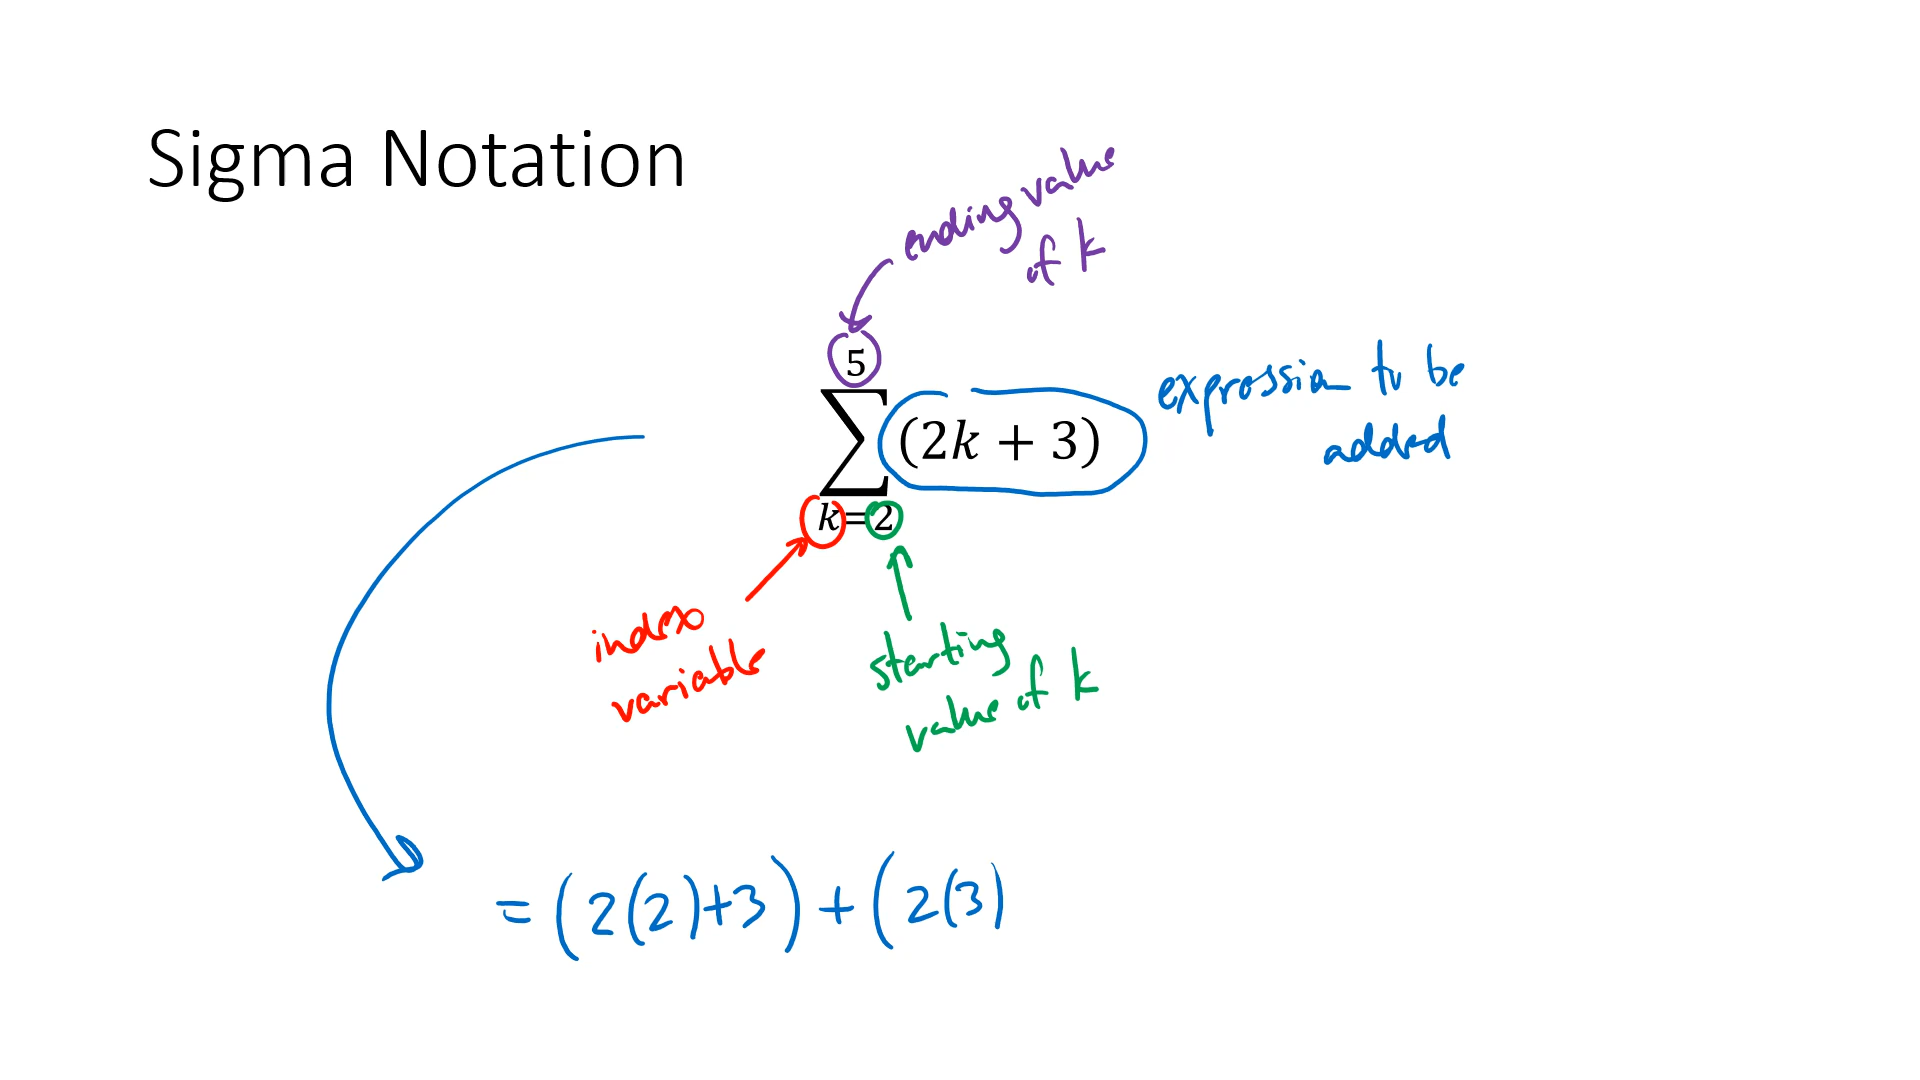 Sigma Notation
ending value
of k
5
∑(2k + 3)
k=2
expression to be
added
index
variable
starting
value of k
= (2(2)+3) + (2(3)